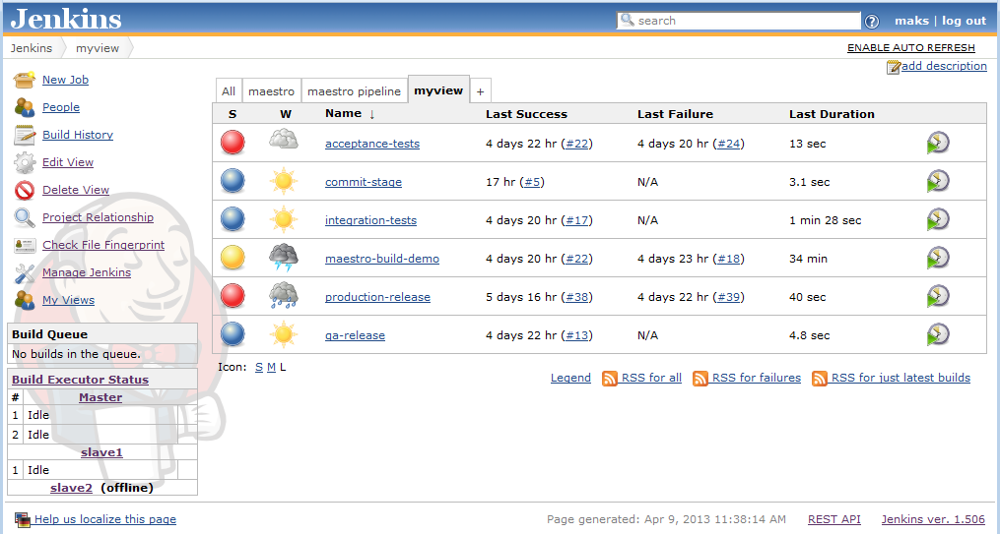 Jenkins
search
maks | log out
Jenkins myview
ENABLE AUTO REFRESH
add description
New Job
People
Build History
Edit View
Delete View
Project Relationship
Check File Fingerprint
Manage Jenkins
My Views
Build Queue
No builds in the queue.
Build Executor Status
# Master
1 Idle
2 Idle
slave1
1 Idle
slave2 (offline)
All maestro maestro pipeline myview +
S W Name ↓ Last Success Last Failure Last Duration
acceptance-tests 4 days 22 hr (#22) 4 days 20 hr (#24) 13 sec
commit-stage 17 hr (#5) N/A 3.1 sec
integration-tests 4 days 20 hr (#17) N/A 1 min 28 sec
maestro-build-demo 4 days 20 hr (#22) 4 days 23 hr (#18) 34 min
production-release 5 days 16 hr (#38) 4 days 22 hr (#39) 40 sec
qa-release 4 days 22 hr (#13) N/A 4.8 sec
Icon: S M L
Legend RSS for all RSS for failures RSS for just latest builds
Help us localize this page
Page generated: Apr 9, 2013 11:38:14 AM REST API Jenkins ver. 1.506